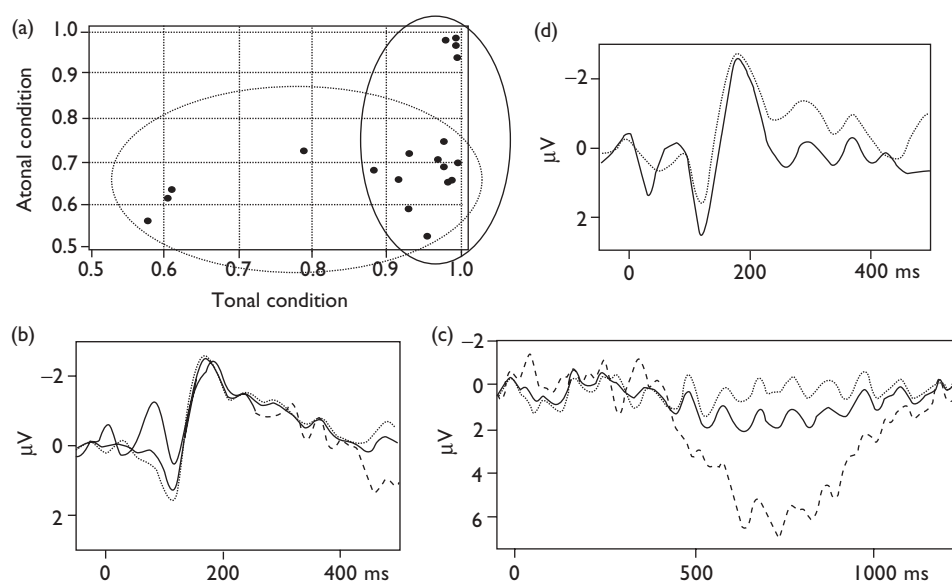 (a)
1.0
0.9
0.8
0.7
0.6
0.5
Atonal condition
0.5 0.6 0.7 0.8 0.9 1.0
Tonal condition
(d)
−2
0
2
µV
0 200 400 ms
(b)
−2
0
2
µV
0 200 400 ms
(c)
−2
0
2
4
6
µV
0 500 1000 ms